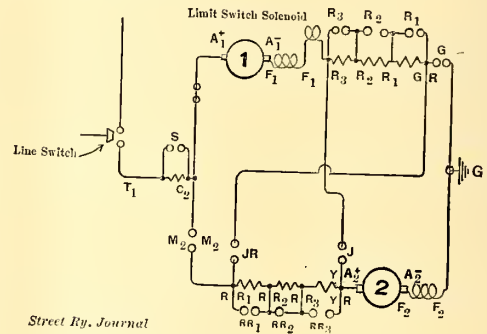 Limit Switch Solenoid
R3 R2 R1
A1+ 1 A1- F1 F1
G
R3 R2 R1 G R
Line Switch
S
T1 C2
G
M2 M2
JR J
R R1 R2 R3 Y Y R A2+ 2 A2- F2 F2
RR1 RR2 RR3
Street Ry. Journal